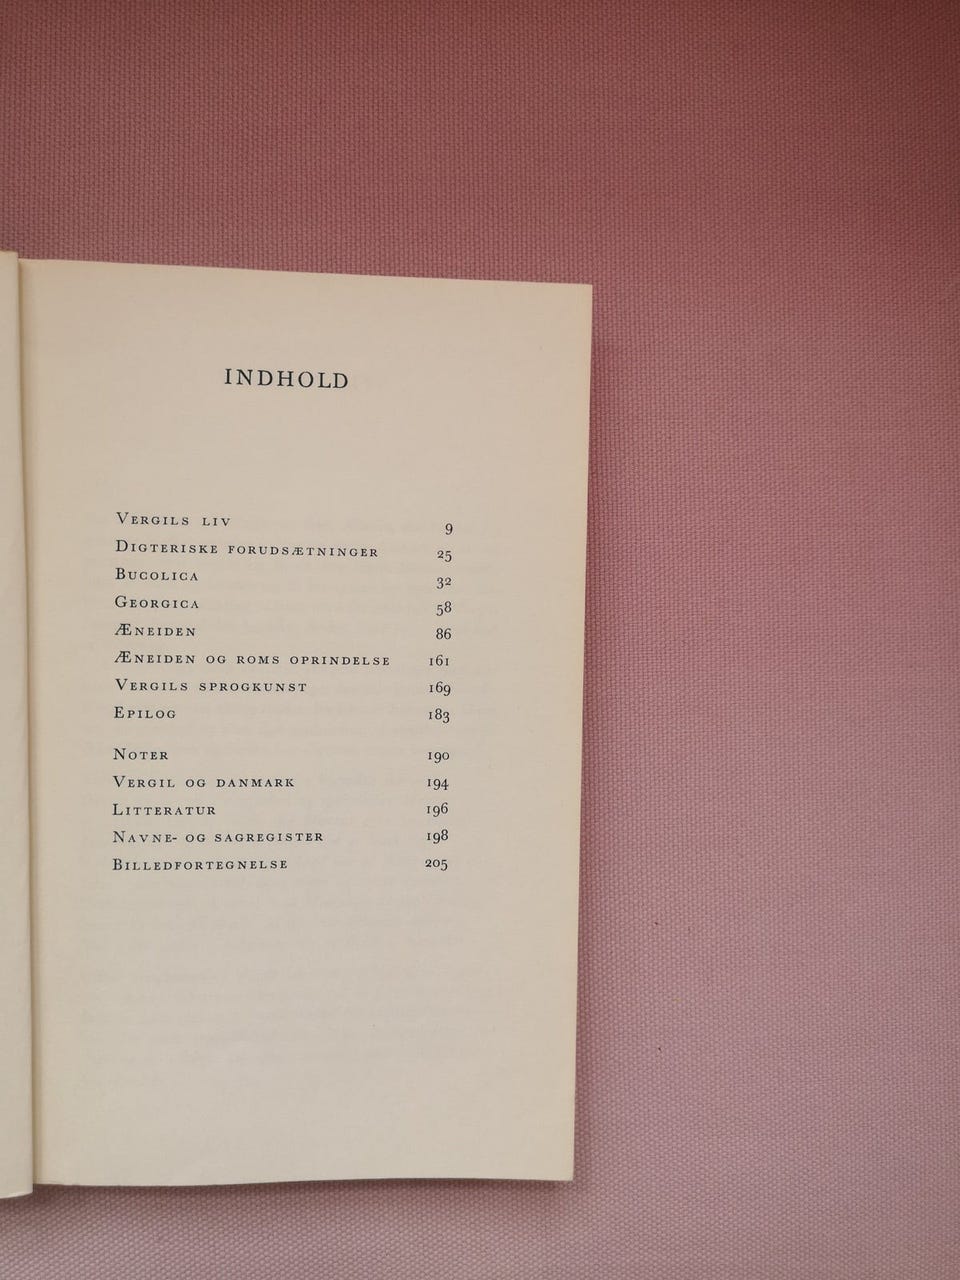 INDHOLD
VERGILS LIV 9
DIGTERISKE FORUDSÆTNINGER 25
BUCOLICA 32
GEORGICA 58
ÆNEIDEN 86
ÆNEIDEN OG ROMS OPRINDELSE 161
VERGILS SPROGKUNST 169
EPILOG 183
NOTER 190
VERGIL OG DANMARK 194
LITTERATUR 196
NAVNE- OG SAGREGISTER 198
BILLEDFORTEGNELSE 205